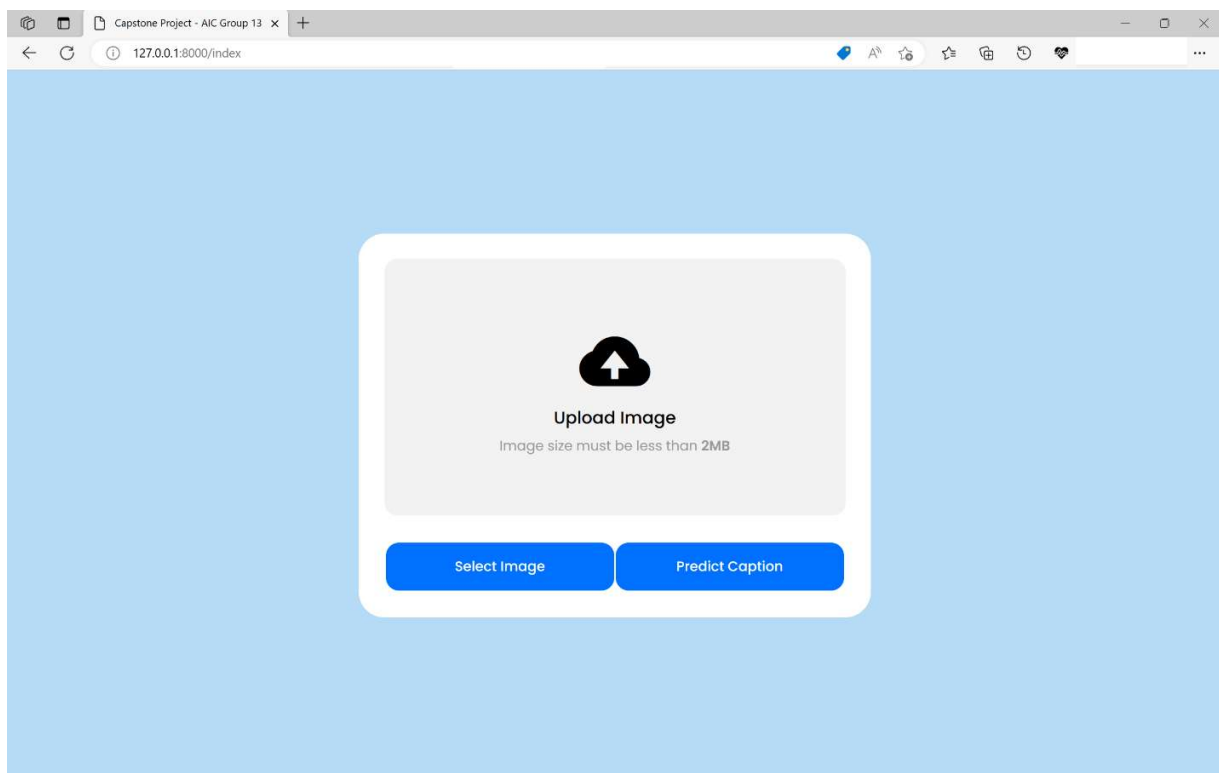 Capstone Project - AIC Group 13
127.0.0.1:8000/index
Upload Image
Image size must be less than 2MB
Select Image
Predict Caption